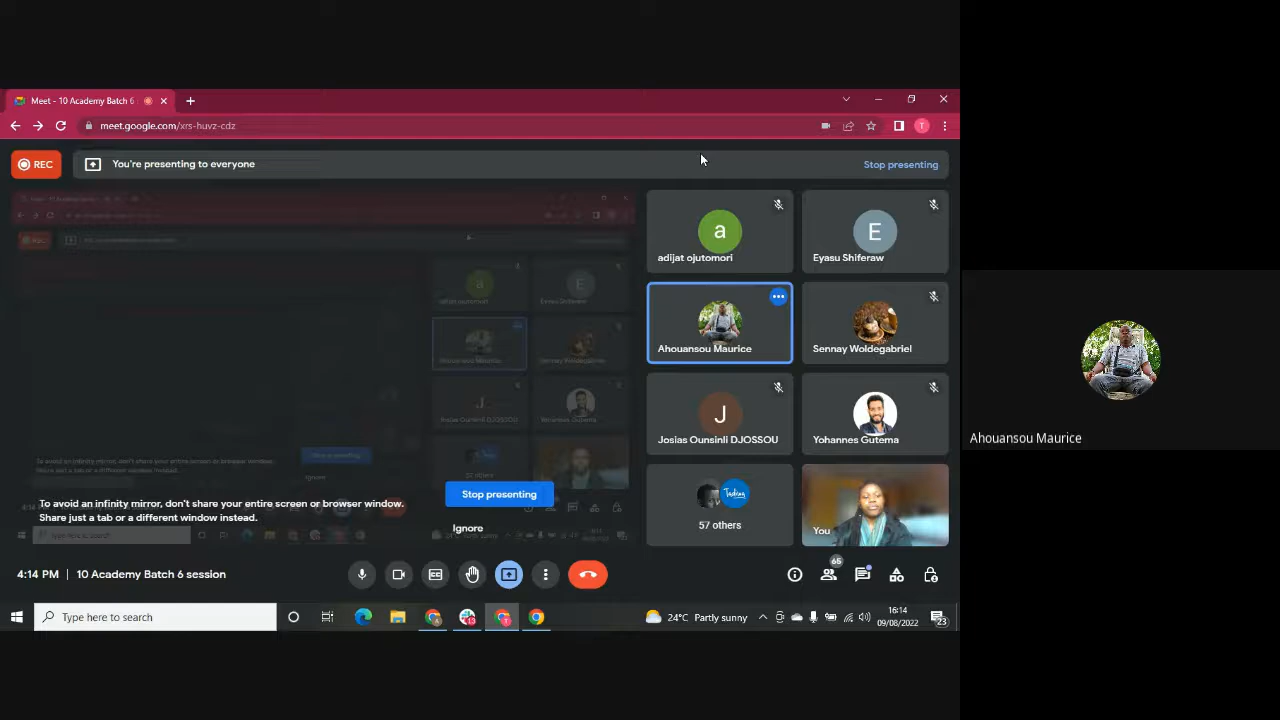 Meet - 10 Academy Batch 6
meet.google.com/xrs-huvz-cdz
T
REC
You're presenting to everyone
Stop presenting
a
adijat ojutomori
E
Eyasu Shiferaw
Ahouansou Maurice
Sennay Woldegabriel
J
Josias Ounsinli DJOSSOU
Yohannes Gutema
57 others
You
To avoid an infinity mirror, don't share your entire screen or browser window.
Share just a tab or a different window instead.
Stop presenting
Ignore
4:14 PM | 10 Academy Batch 6 session
65
Type here to search
24°C Partly sunny
16:14
09/08/2022
23
Ahouansou Maurice